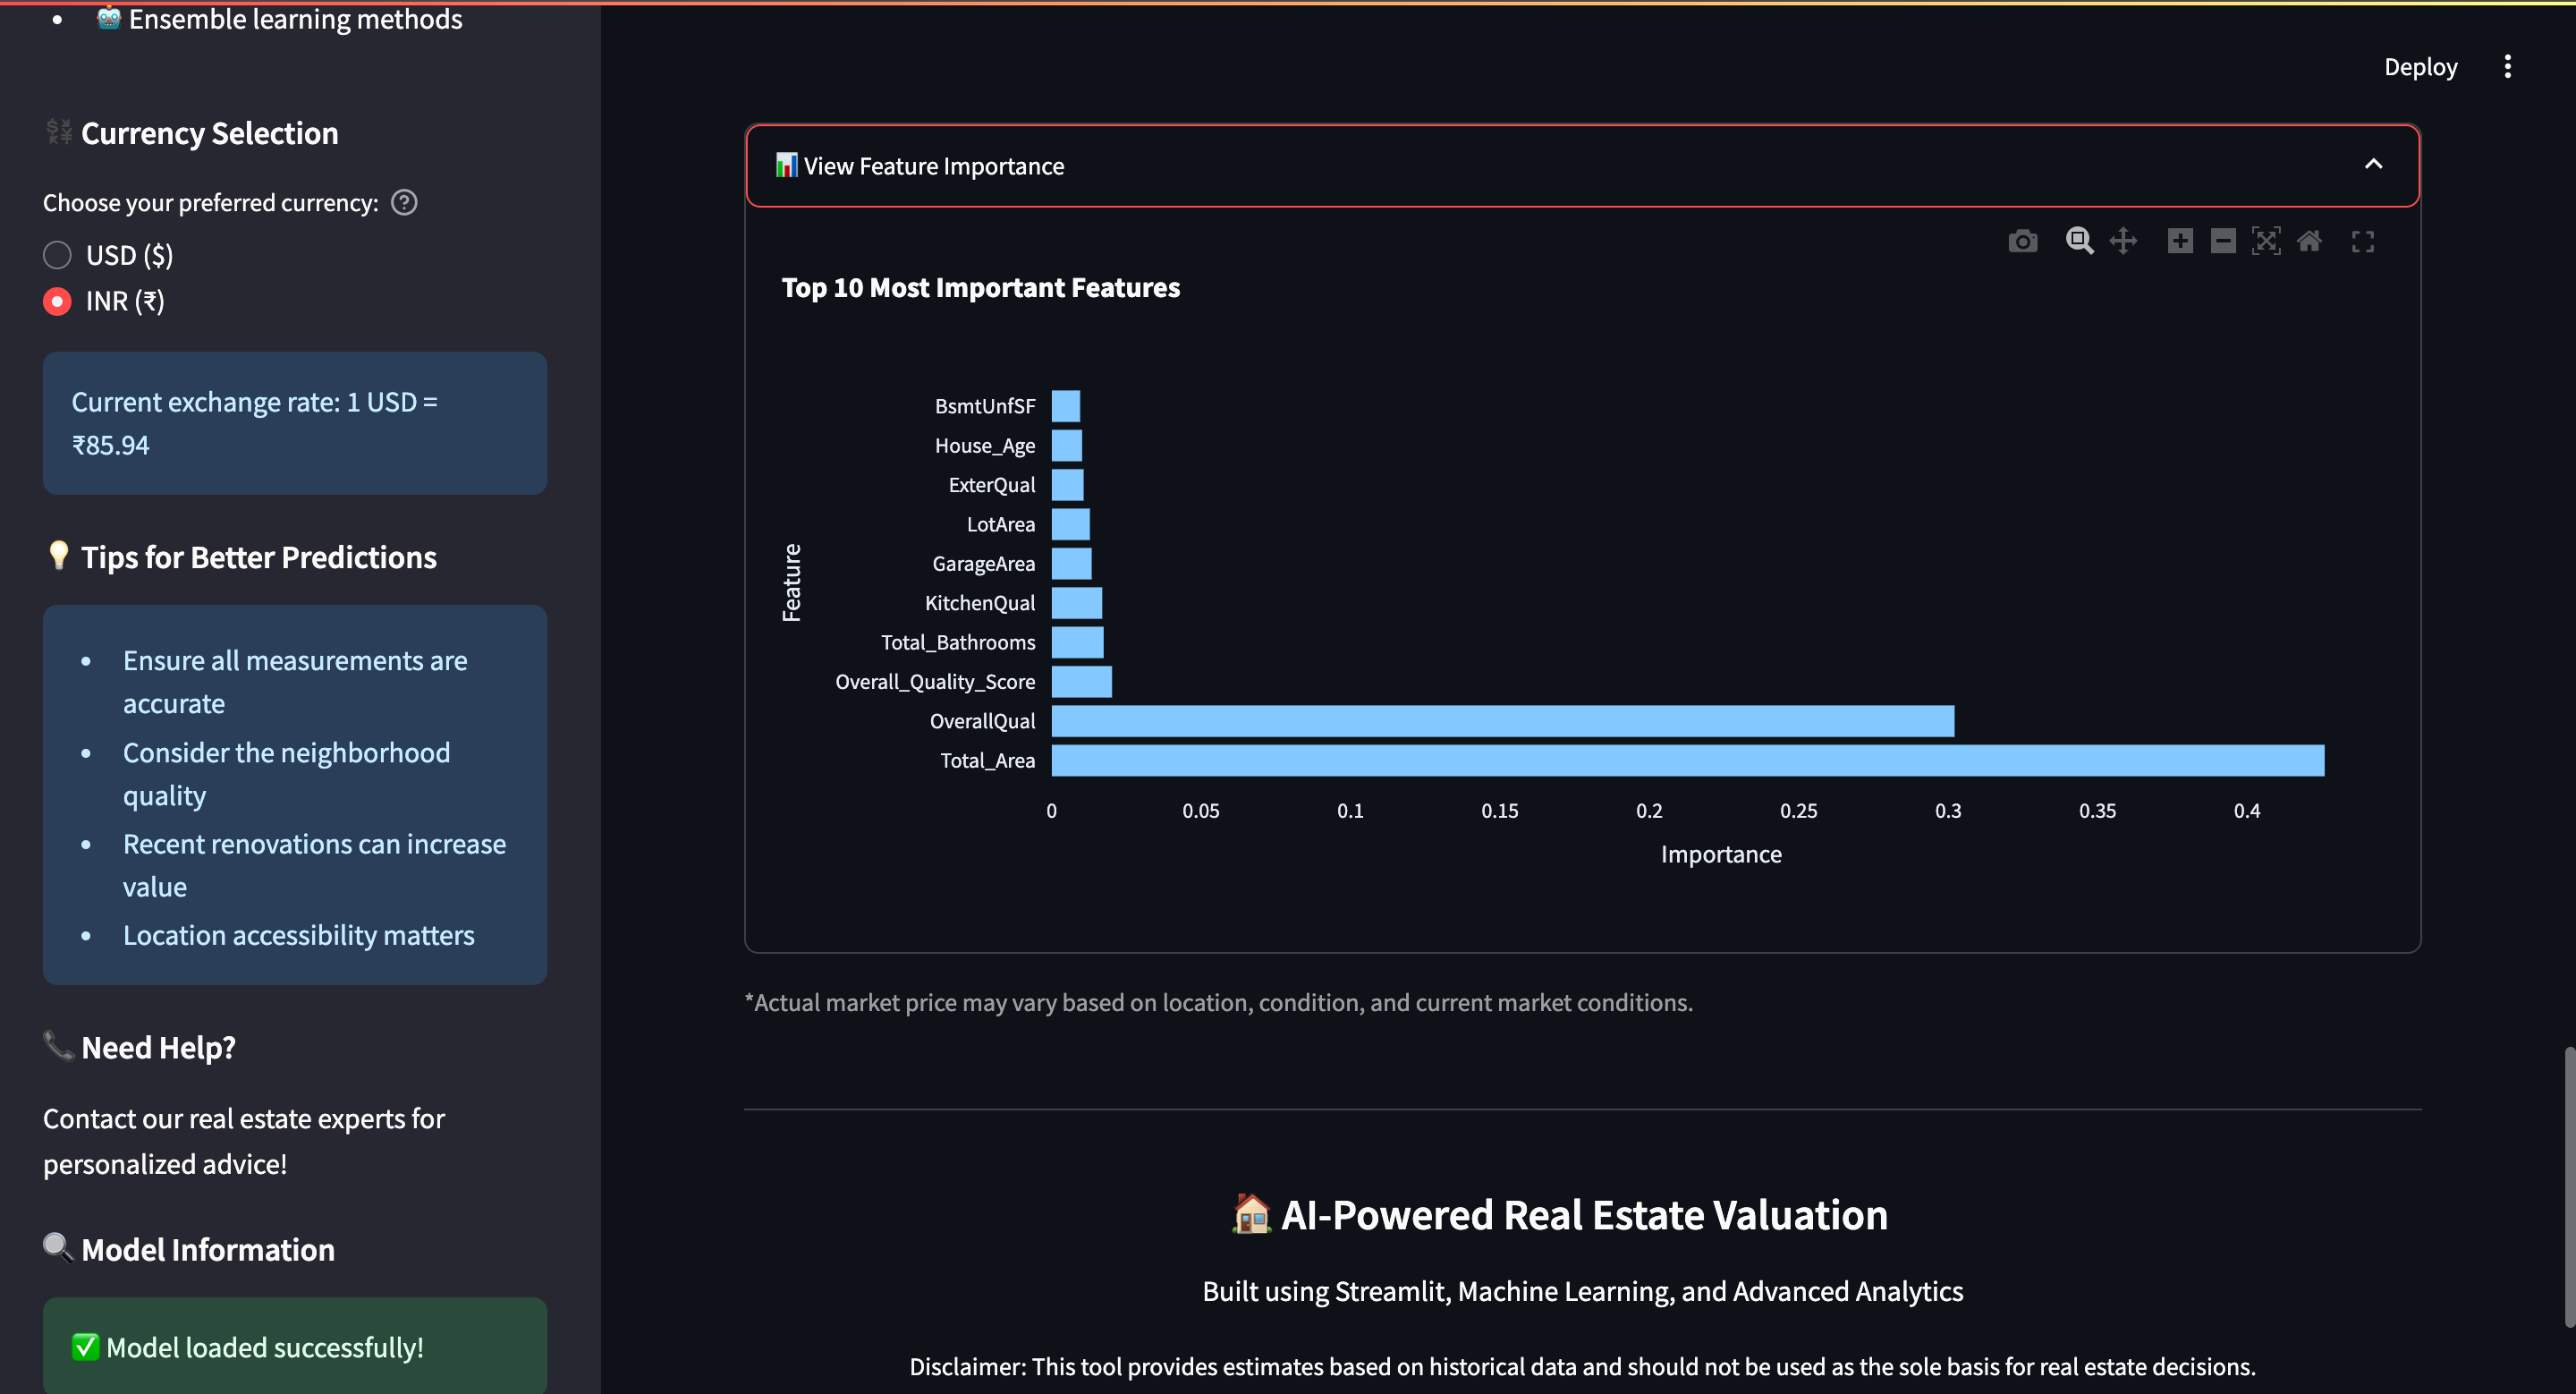 Ensemble learning methods
Currency Selection
Choose your preferred currency:
USD ($)
INR (₹)
Current exchange rate: 1 USD =
₹85.94
Tips for Better Predictions
Ensure all measurements are
accurate
Consider the neighborhood
quality
Recent renovations can increase
value
Location accessibility matters
Need Help?
Contact our real estate experts for
personalized advice!
Model Information
Model loaded successfully!
Deploy
View Feature Importance
Top 10 Most Important Features
Feature
BsmtUnfSF
House_Age
ExterQual
LotArea
GarageArea
KitchenQual
Total_Bathrooms
Overall_Quality_Score
OverallQual
Total_Area
0 0.05 0.1 0.15 0.2 0.25 0.3 0.35 0.4
Importance
*Actual market price may vary based on location, condition, and current market conditions.
AI-Powered Real Estate Valuation
Built using Streamlit, Machine Learning, and Advanced Analytics
Disclaimer: This tool provides estimates based on historical data and should not be used as the sole basis for real estate decisions.